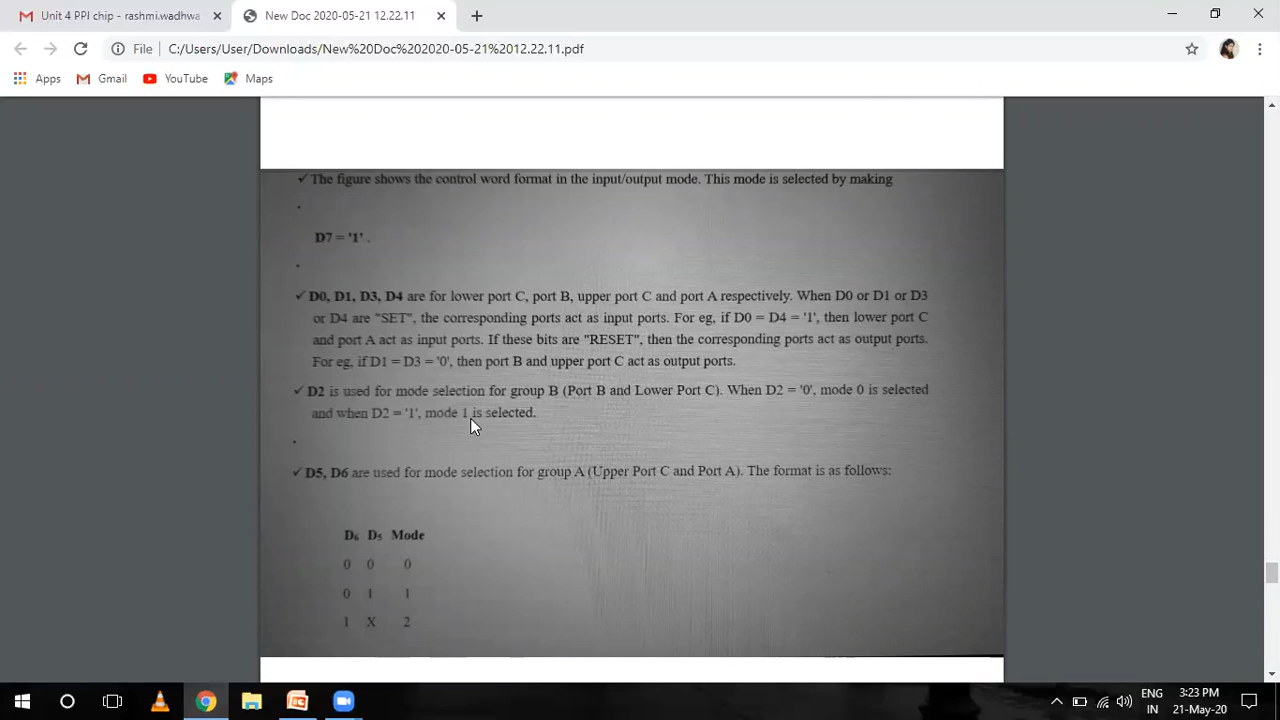 Unit 4 PPI chip - rashmi.wadhwa
New Doc 2020-05-21 12.22.11
File
C:/Users/User/Downloads/New%20Doc%202020-05-21%2012.22.11.pdf
Apps
Gmail
YouTube
Maps
✓The figure shows the control word format in the input/output mode. This mode is selected by making
D7 = '1' .
✓ D0, D1, D3, D4 are for lower port C, port B, upper port C and port A respectively. When D0 or D1 or D3
or D4 are "SET", the corresponding ports act as input ports. For eg, if D0 = D4 = '1', then lower port C
and port A act as input ports. If these bits are "RESET", then the corresponding ports act as output ports.
For eg, if D1 = D3 = '0', then port B and upper port C act as output ports.
✓ D2 is used for mode selection for group B (Port B and Lower Port C). When D2 = '0', mode 0 is selected
and when D2 = '1', mode 1 is selected.
✓ D5, D6 are used for mode selection for group A (Upper Port C and Port A). The format is as follows:
D₆ D₅ Mode
0 0 0
0 1 1
1 X 2
ENG
IN
3:23 PM
21-May-20